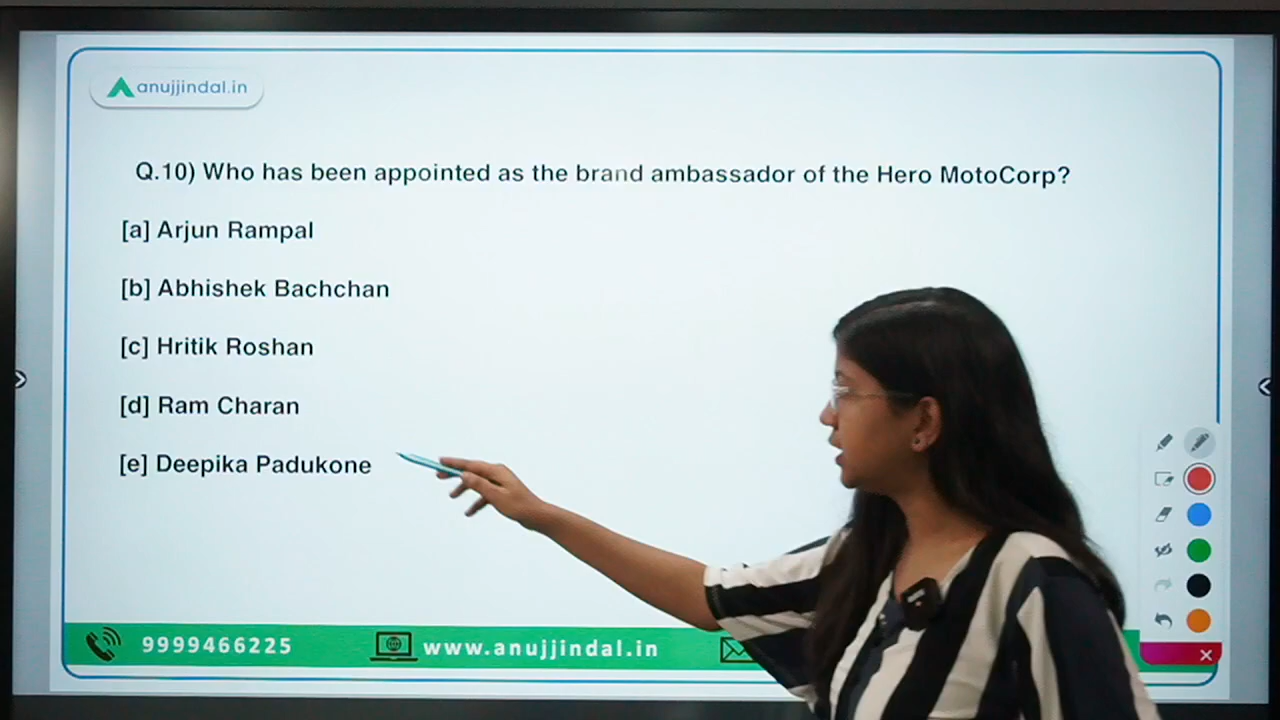 anujjindal.in
Q.10) Who has been appointed as the brand ambassador of the Hero MotoCorp?
[a] Arjun Rampal
[b] Abhishek Bachchan
[c] Hritik Roshan
[d] Ram Charan
[e] Deepika Padukone
9999466225 www.anujjindal.in